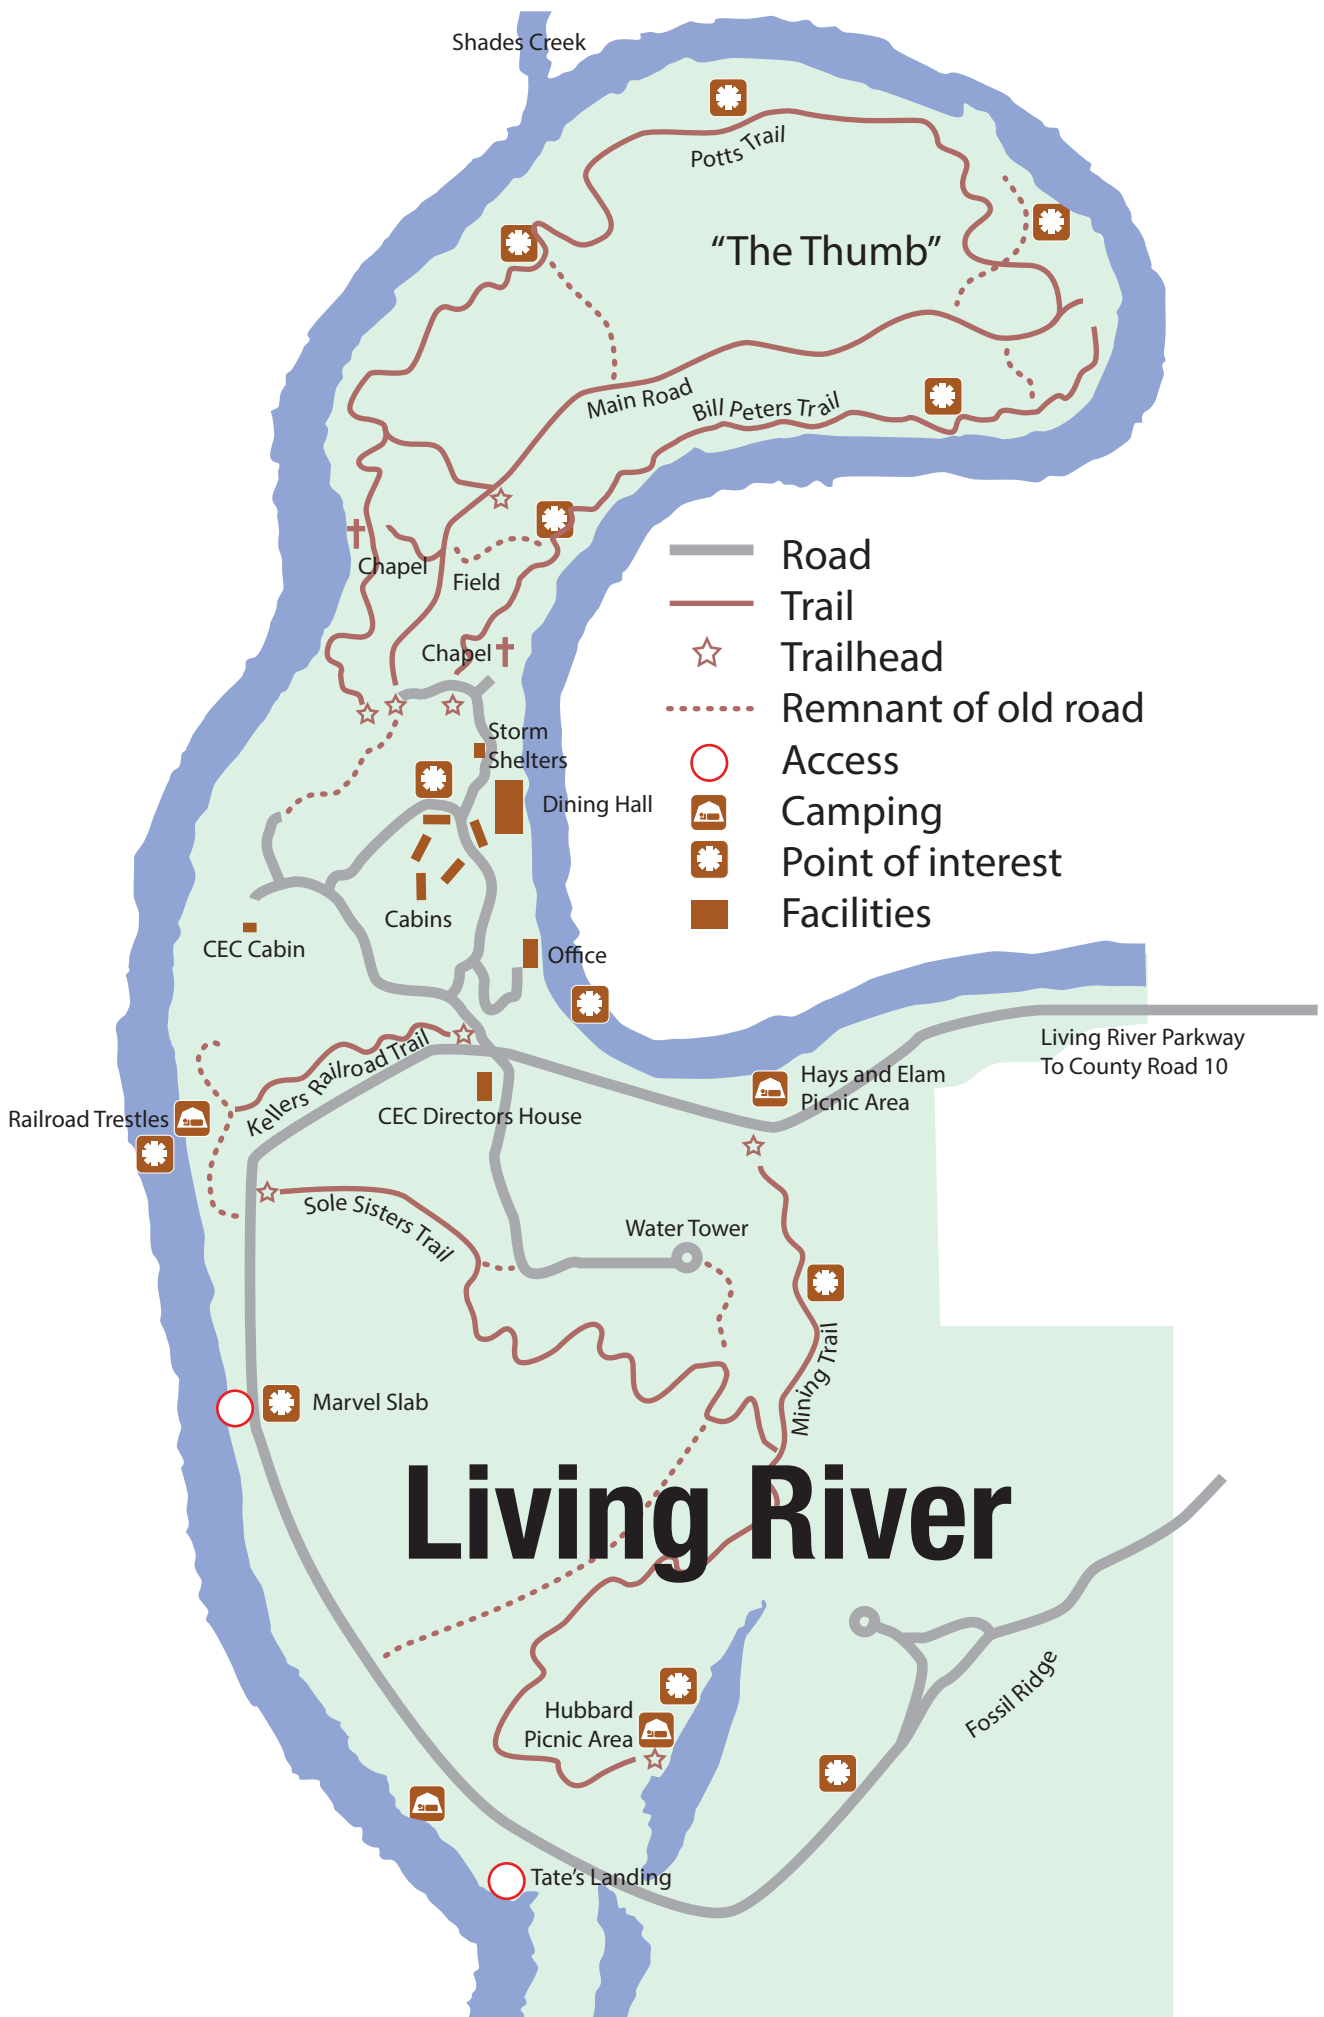 Shades Creek
Potts Trail
“The Thumb”
Main Road
Bill Peters Trail
Chapel
Field
Chapel
Road
Trail
Trailhead
Remnant of old road
Access
Camping
Point of interest
Facilities
Storm
Shelters
Dining Hall
Cabins
CEC Cabin
Office
Living River Parkway
To County Road 10
Kellers Railroad Trail
Hays and Elam
Picnic Area
Railroad Trestles
CEC Directors House
Sole Sisters Trail
Water Tower
Mining Trail
Marvel Slab
Living River
Fossil Ridge
Hubbard
Picnic Area
Tate’s Landing